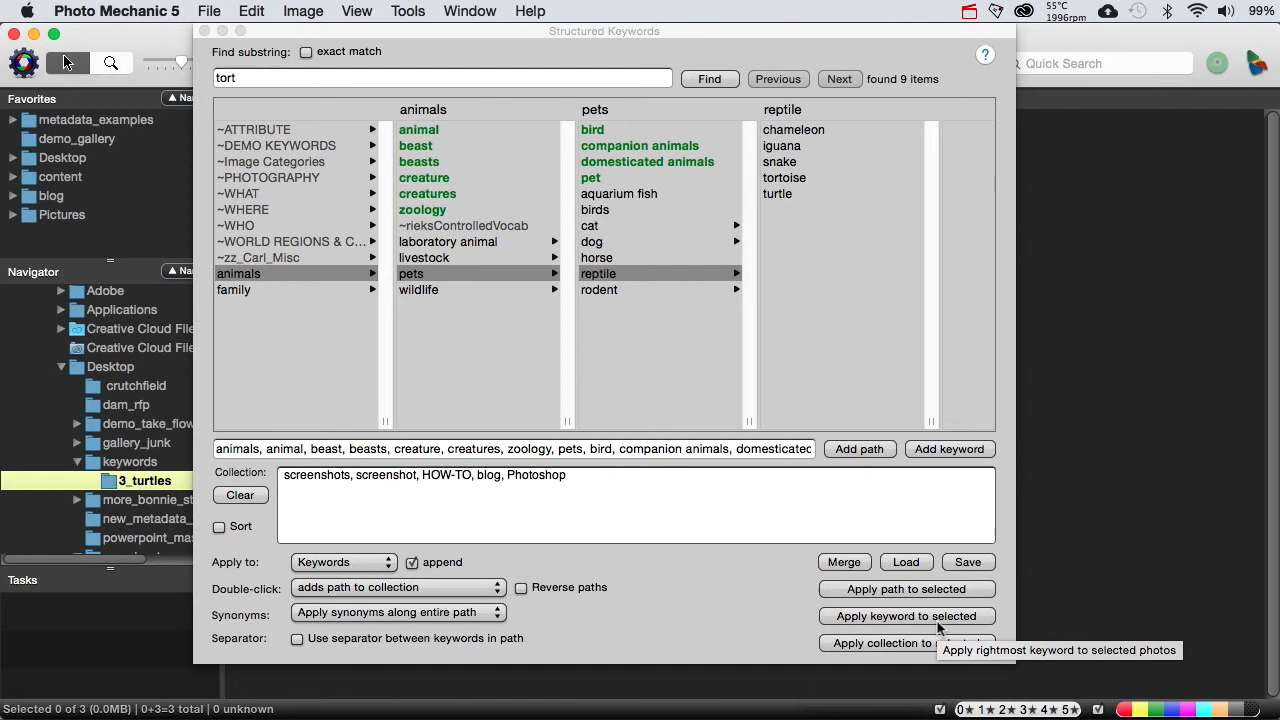 Photo Mechanic 5 File Edit Image View Tools Window Help 55°C 1996rpm 99%
Structured Keywords
Find substring: exact match
?
tort Find Previous Next found 9 items
Quick Search
Favorites Na
metadata_examples
demo_gallery
Desktop
content
blog
Pictures
Navigator Na
Adobe
Applications
Creative Cloud File
Creative Cloud File
Desktop
crutchfield
dam_rfp
demo_take_flow
gallery_junk
keywords
3_turtles
more_bonnie_st
new_metadata_
powerpoint_mas
Tasks
~ATTRIBUTE
~DEMO KEYWORDS
~Image Categories
~PHOTOGRAPHY
~WHAT
~WHERE
~WHO
~WORLD REGIONS & C...
~zz_Carl_Misc
animals
family
animals
animal
beast
beasts
creature
creatures
zoology
~rieksControlledVocab
laboratory animal
livestock
pets
wildlife
pets
bird
companion animals
domesticated animals
pet
aquarium fish
birds
cat
dog
horse
reptile
rodent
reptile
chameleon
iguana
snake
tortoise
turtle
animals, animal, beast, beasts, creature, creatures, zoology, pets, bird, companion animals, domesticated Add path Add keyword
Collection: screenshots, screenshot, HOW-TO, blog, Photoshop
Clear
Sort
Apply to: Keywords append Merge Load Save
Double-click: adds path to collection Reverse paths Apply path to selected
Synonyms: Apply synonyms along entire path Apply keyword to selected
Separator: Use separator between keywords in path Apply collection to
Apply rightmost keyword to selected photos
Selected 0 of 3 (0.0MB) | 0+3=3 total | 0 unknown 0★ 1★ 2★ 3★ 4★ 5★